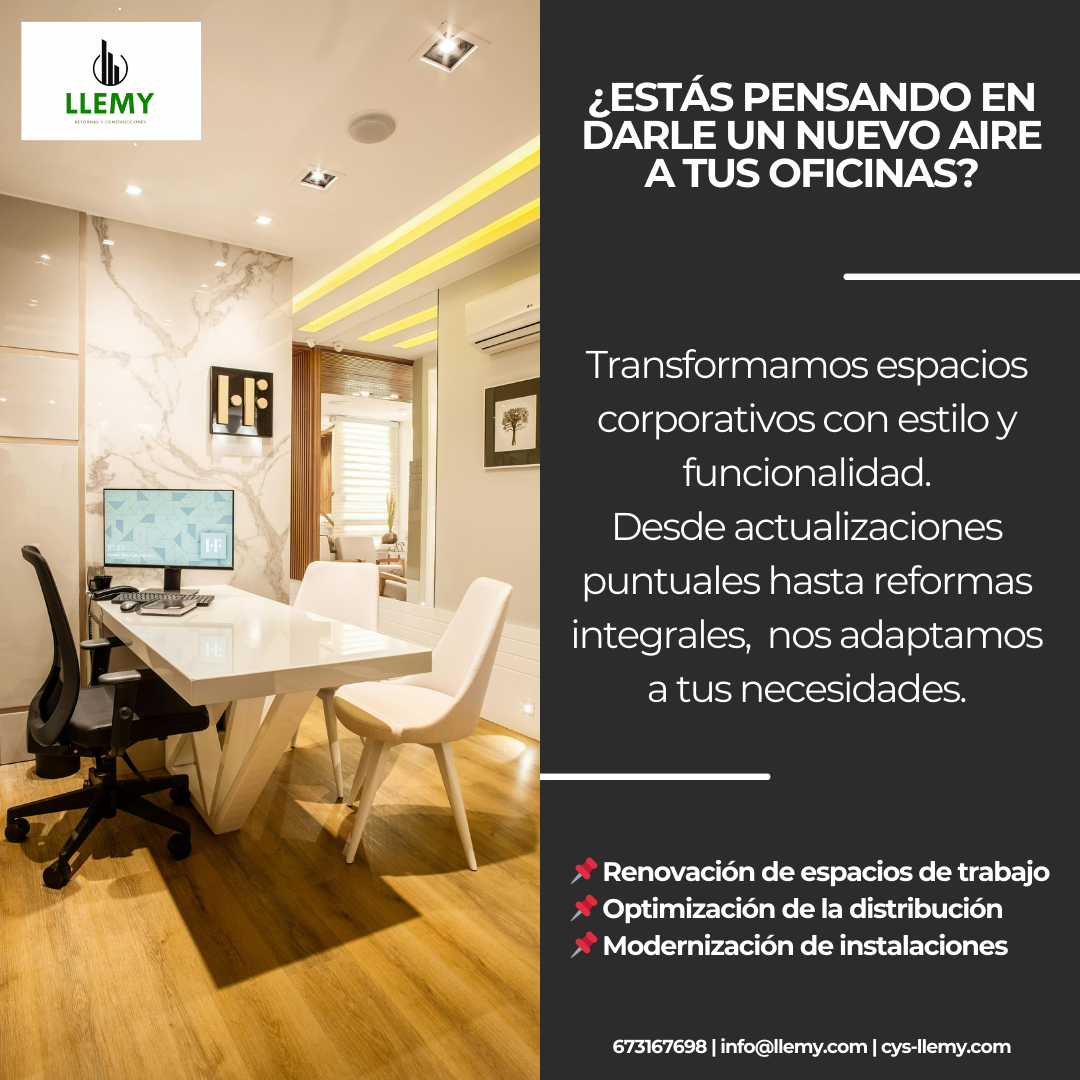 LLEMY
REFORMAS Y CONSTRUCCIONES
¿ESTÁS PENSANDO EN
DARLE UN NUEVO AIRE
A TUS OFICINAS?
Transformamos espacios
corporativos con estilo y
funcionalidad.
Desde actualizaciones
puntuales hasta reformas
integrales,  nos adaptamos
a tus necesidades.
📌Renovación de espacios de trabajo
📌Optimización de la distribución
📌Modernización de instalaciones
673167698 | info@llemy.com | cys-llemy.com